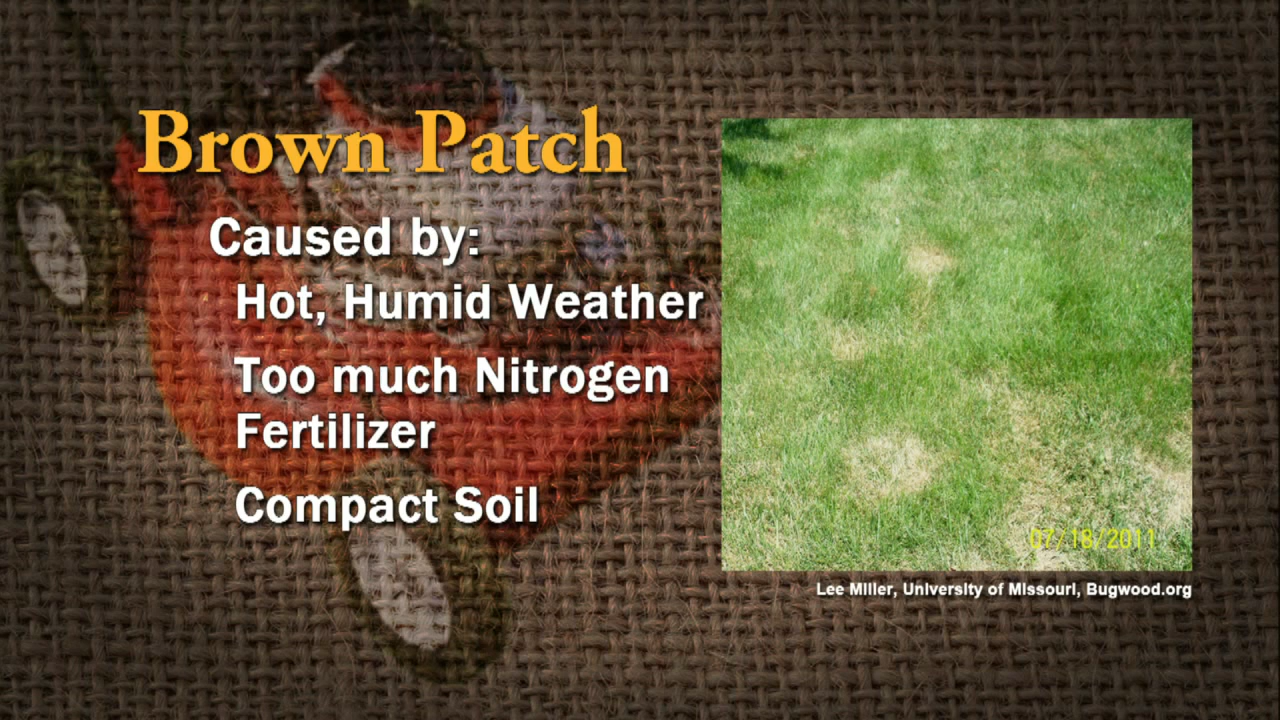 Brown Patch
Caused by:
Hot, Humid Weather
Too much Nitrogen
Fertilizer
Compact Soil
07/18/2011
Lee Miller, University of Missouri, Bugwood.org